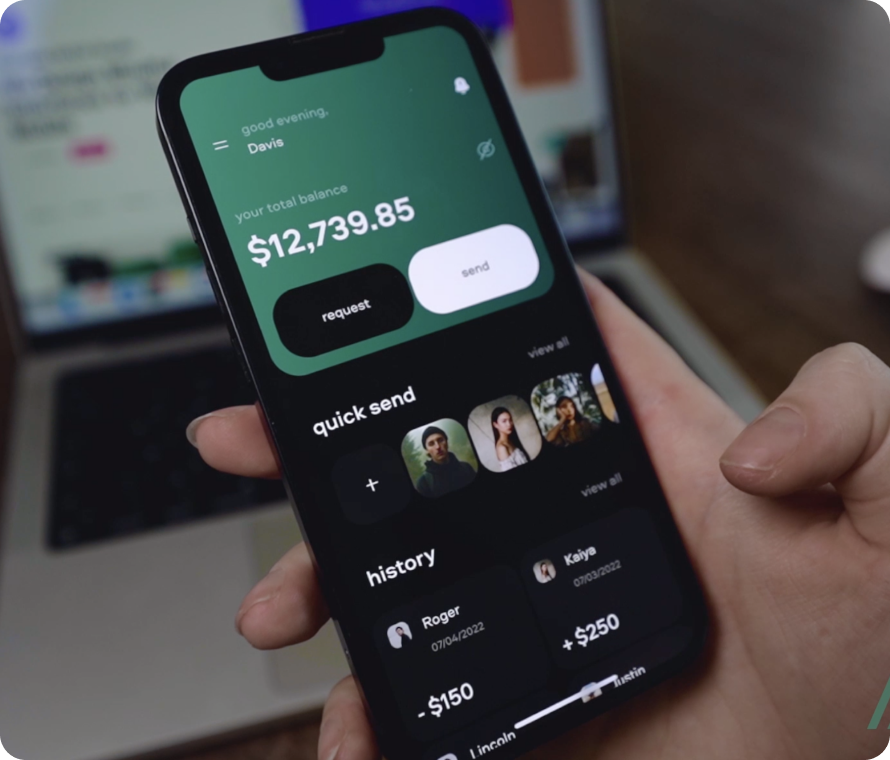 good evening,
Davis
your total balance
$12,739.85
request
send
view all
quick send
+
view all
history
Roger
07/04/2022
- $150
Kaiya
07/03/2022
+ $250
Lincoln
Justin